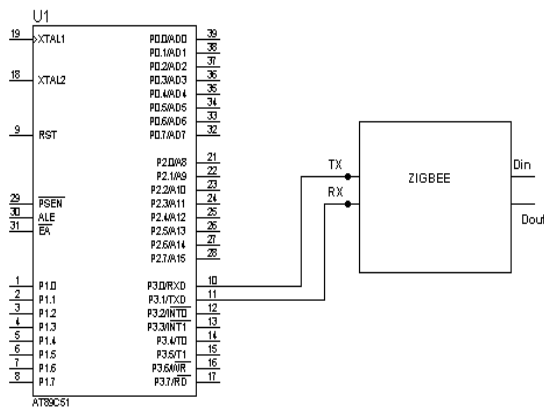 U1
19 XTAL1
18 XTAL2
9 RST
29 PSEN
30 ALE
31 EA
1 P1.0
2 P1.1
3 P1.2
4 P1.3
5 P1.4
6 P1.5
7 P1.6
8 P1.7
P0.0/AD0 39
P0.1/AD1 38
P0.2/AD2 37
P0.3/AD3 36
P0.4/AD4 35
P0.5/AD5 34
P0.6/AD6 33
P0.7/AD7 32
P2.0/A8 21
P2.1/A9 22
P2.2/A10 23
P2.3/A11 24
P2.4/A12 25
P2.5/A13 26
P2.6/A14 27
P2.7/A15 28
P3.0/RXD 10
P3.1/TXD 11
P3.2/INT0 12
P3.3/INT1 13
P3.4/T0 14
P3.5/T1 15
P3.6/WR 16
P3.7/RD 17
AT89C51
TX
RX
ZIGBEE
Din
Dout